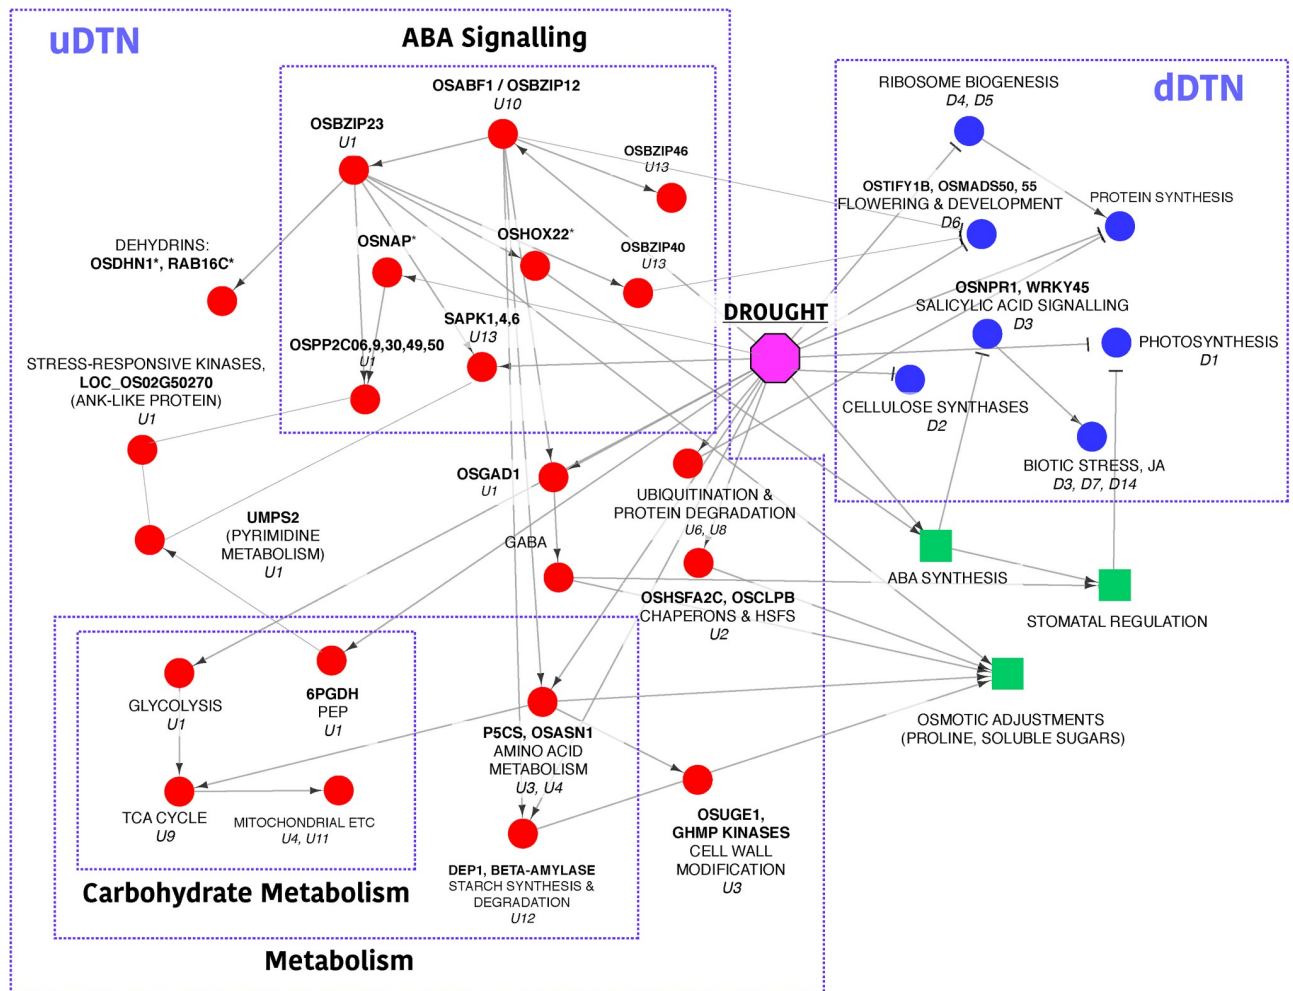 uDTN
ABA Signalling
dDTN
OSABF1 / OSBZIP12
U10
OSBZIP23
U1
OSBZIP46
U13
RIBOSOME BIOGENESIS
D4, D5
OSTIFY1B, OSMADS50, 55
FLOWERING & DEVELOPMENT
D6
PROTEIN SYNTHESIS
DEHYDRINS:
OSDHN1*, RAB16C*
OSNAP*
OSHOX22*
OSBZIP40
U13
OSNPR1, WRKY45
SALICYLIC ACID SIGNALLING
D3
DROUGHT
SAPK1,4,6
U13
OSPP2C06,9,30,49,50
U1
PHOTOSYNTHESIS
D1
STRESS-RESPONSIVE KINASES,
LOC_OS02G50270
(ANK-LIKE PROTEIN)
U1
CELLULOSE SYNTHASES
D2
BIOTIC STRESS, JA
D3, D7, D14
OSGAD1
U1
UBIQUITINATION &
PROTEIN DEGRADATION
U6, U8
UMPS2
(PYRIMIDINE
METABOLISM)
U1
GABA
ABA SYNTHESIS
OSHSFA2C, OSCLPB
CHAPERONS & HSFS
U2
STOMATAL REGULATION
GLYCOLYSIS
U1
6PGDH
PEP
U1
P5CS, OSASN1
AMINO ACID
METABOLISM
U3, U4
OSMOTIC ADJUSTMENTS
(PROLINE, SOLUBLE SUGARS)
TCA CYCLE
U9
MITOCHONDRIAL ETC
U4, U11
OSUGE1,
GHMP KINASES
CELL WALL
MODIFICATION
U3
DEP1, BETA-AMYLASE
STARCH SYNTHESIS &
DEGRADATION
U12
Carbohydrate Metabolism
Metabolism